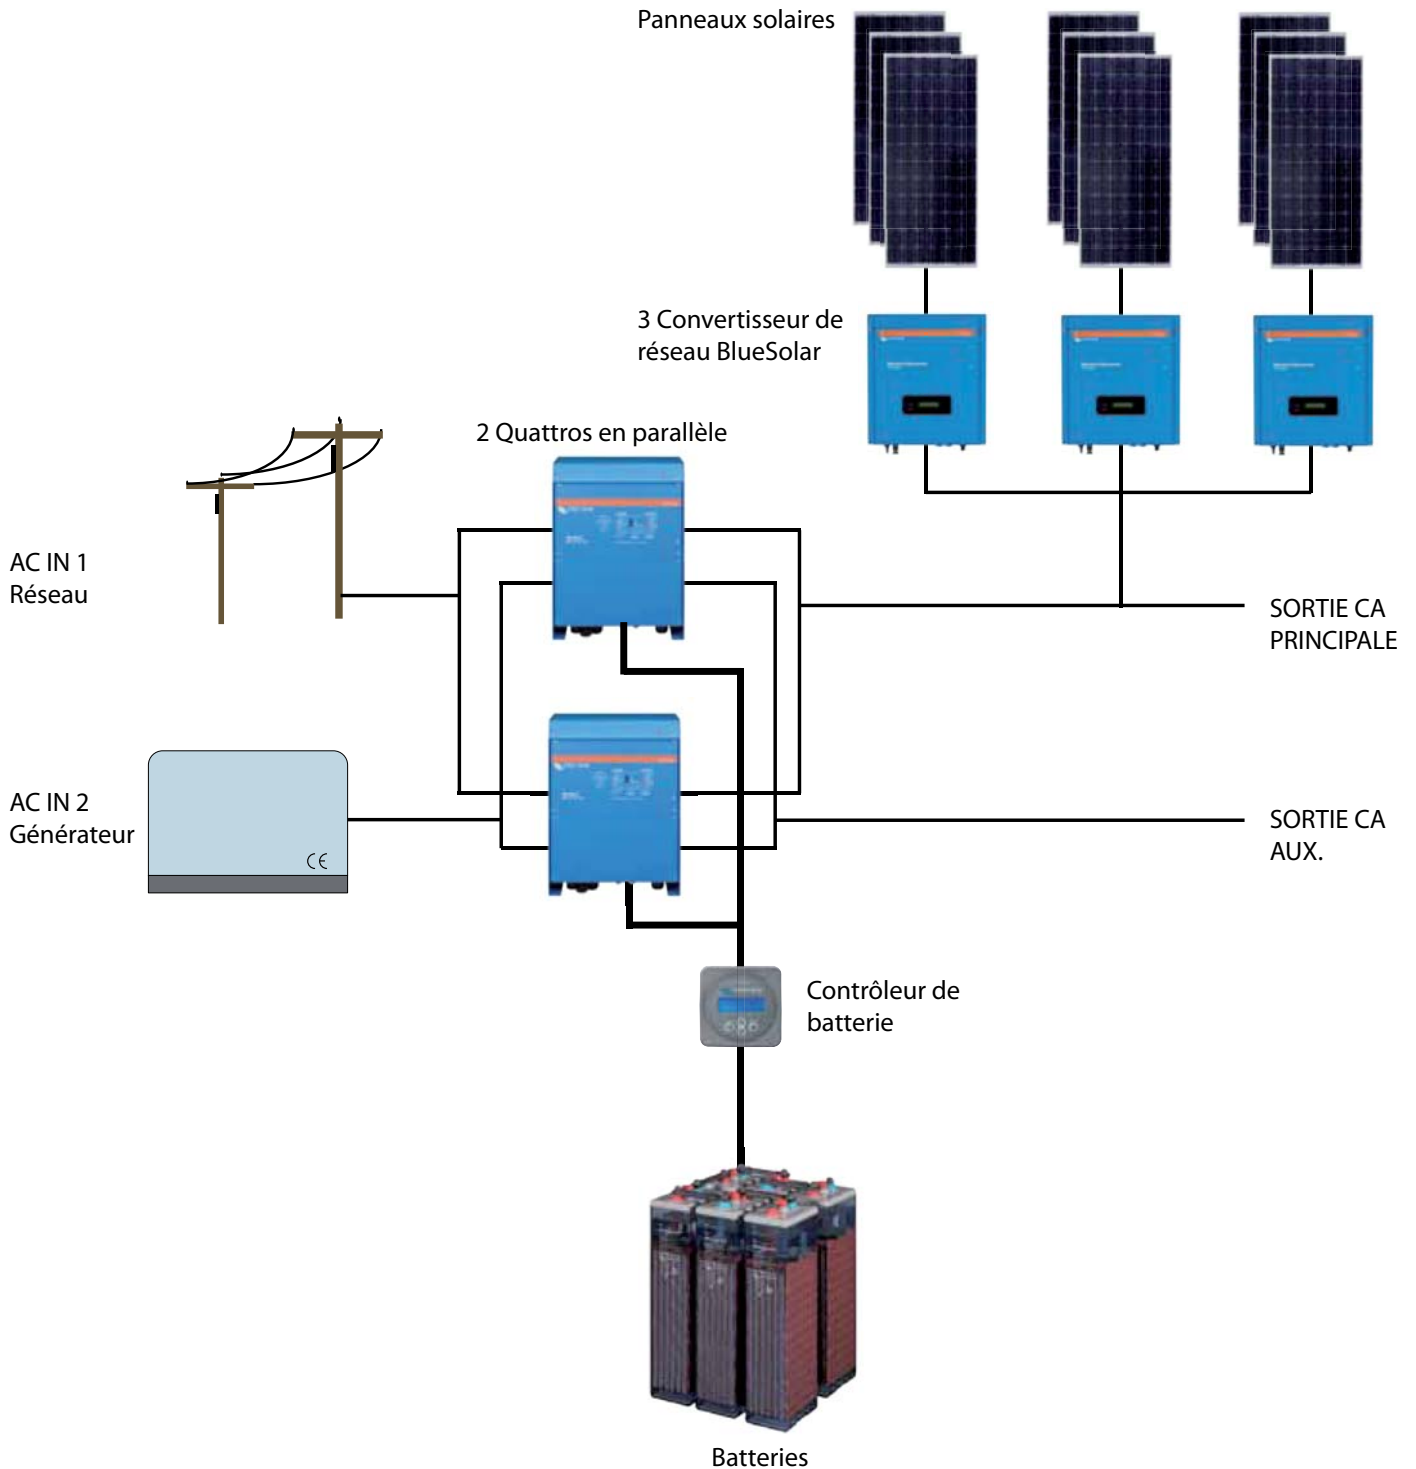 Panneaux solaires
3 Convertisseur de
réseau BlueSolar
2 Quattros en parallèle
AC IN 1
Réseau
SORTIE CA
PRINCIPALE
AC IN 2
Générateur
CE
SORTIE CA
AUX.
Contrôleur de
batterie
Batteries